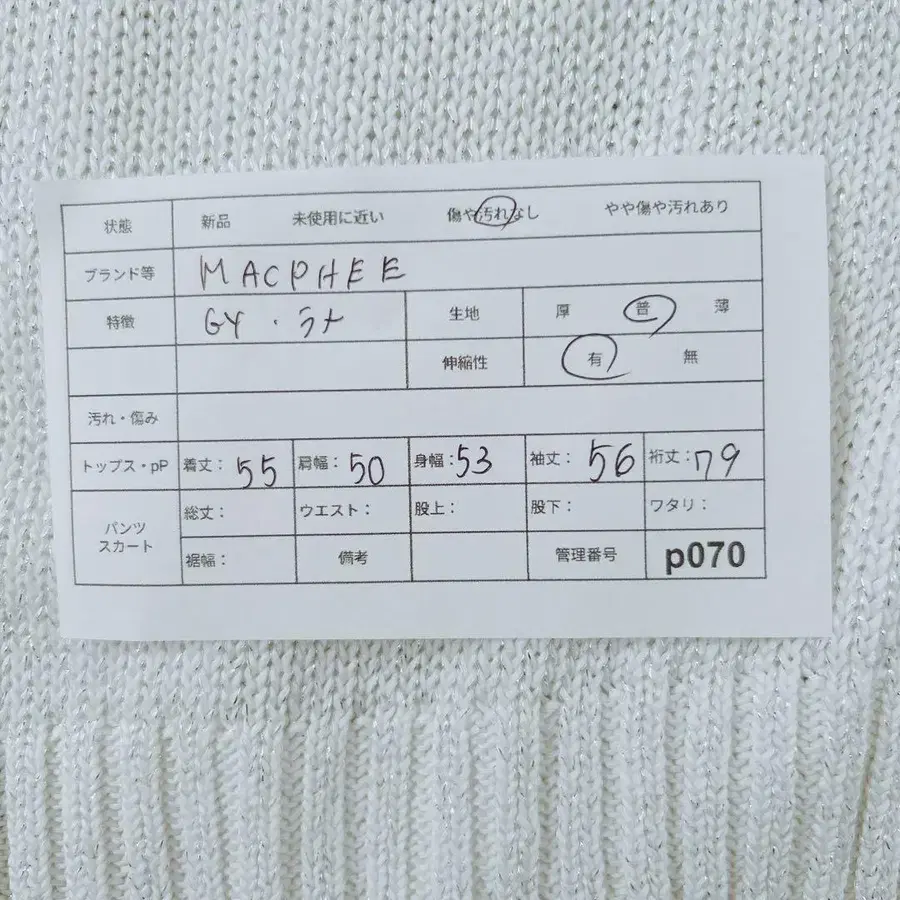 状態 新品 未使用に近い 傷や汚れなし やや傷や汚れあり
ブランド等 MACPHEE
特徴 GY・ラメ 生地 厚 普 薄
伸縮性 有 無
汚れ・傷み
トップス・pP 着丈：55 肩幅：50 身幅：53 袖丈：56 裄丈：79
パンツ
スカート
総丈： ウエスト： 股上： 股下： ワタリ：
裾幅： 備考 管理番号 p070